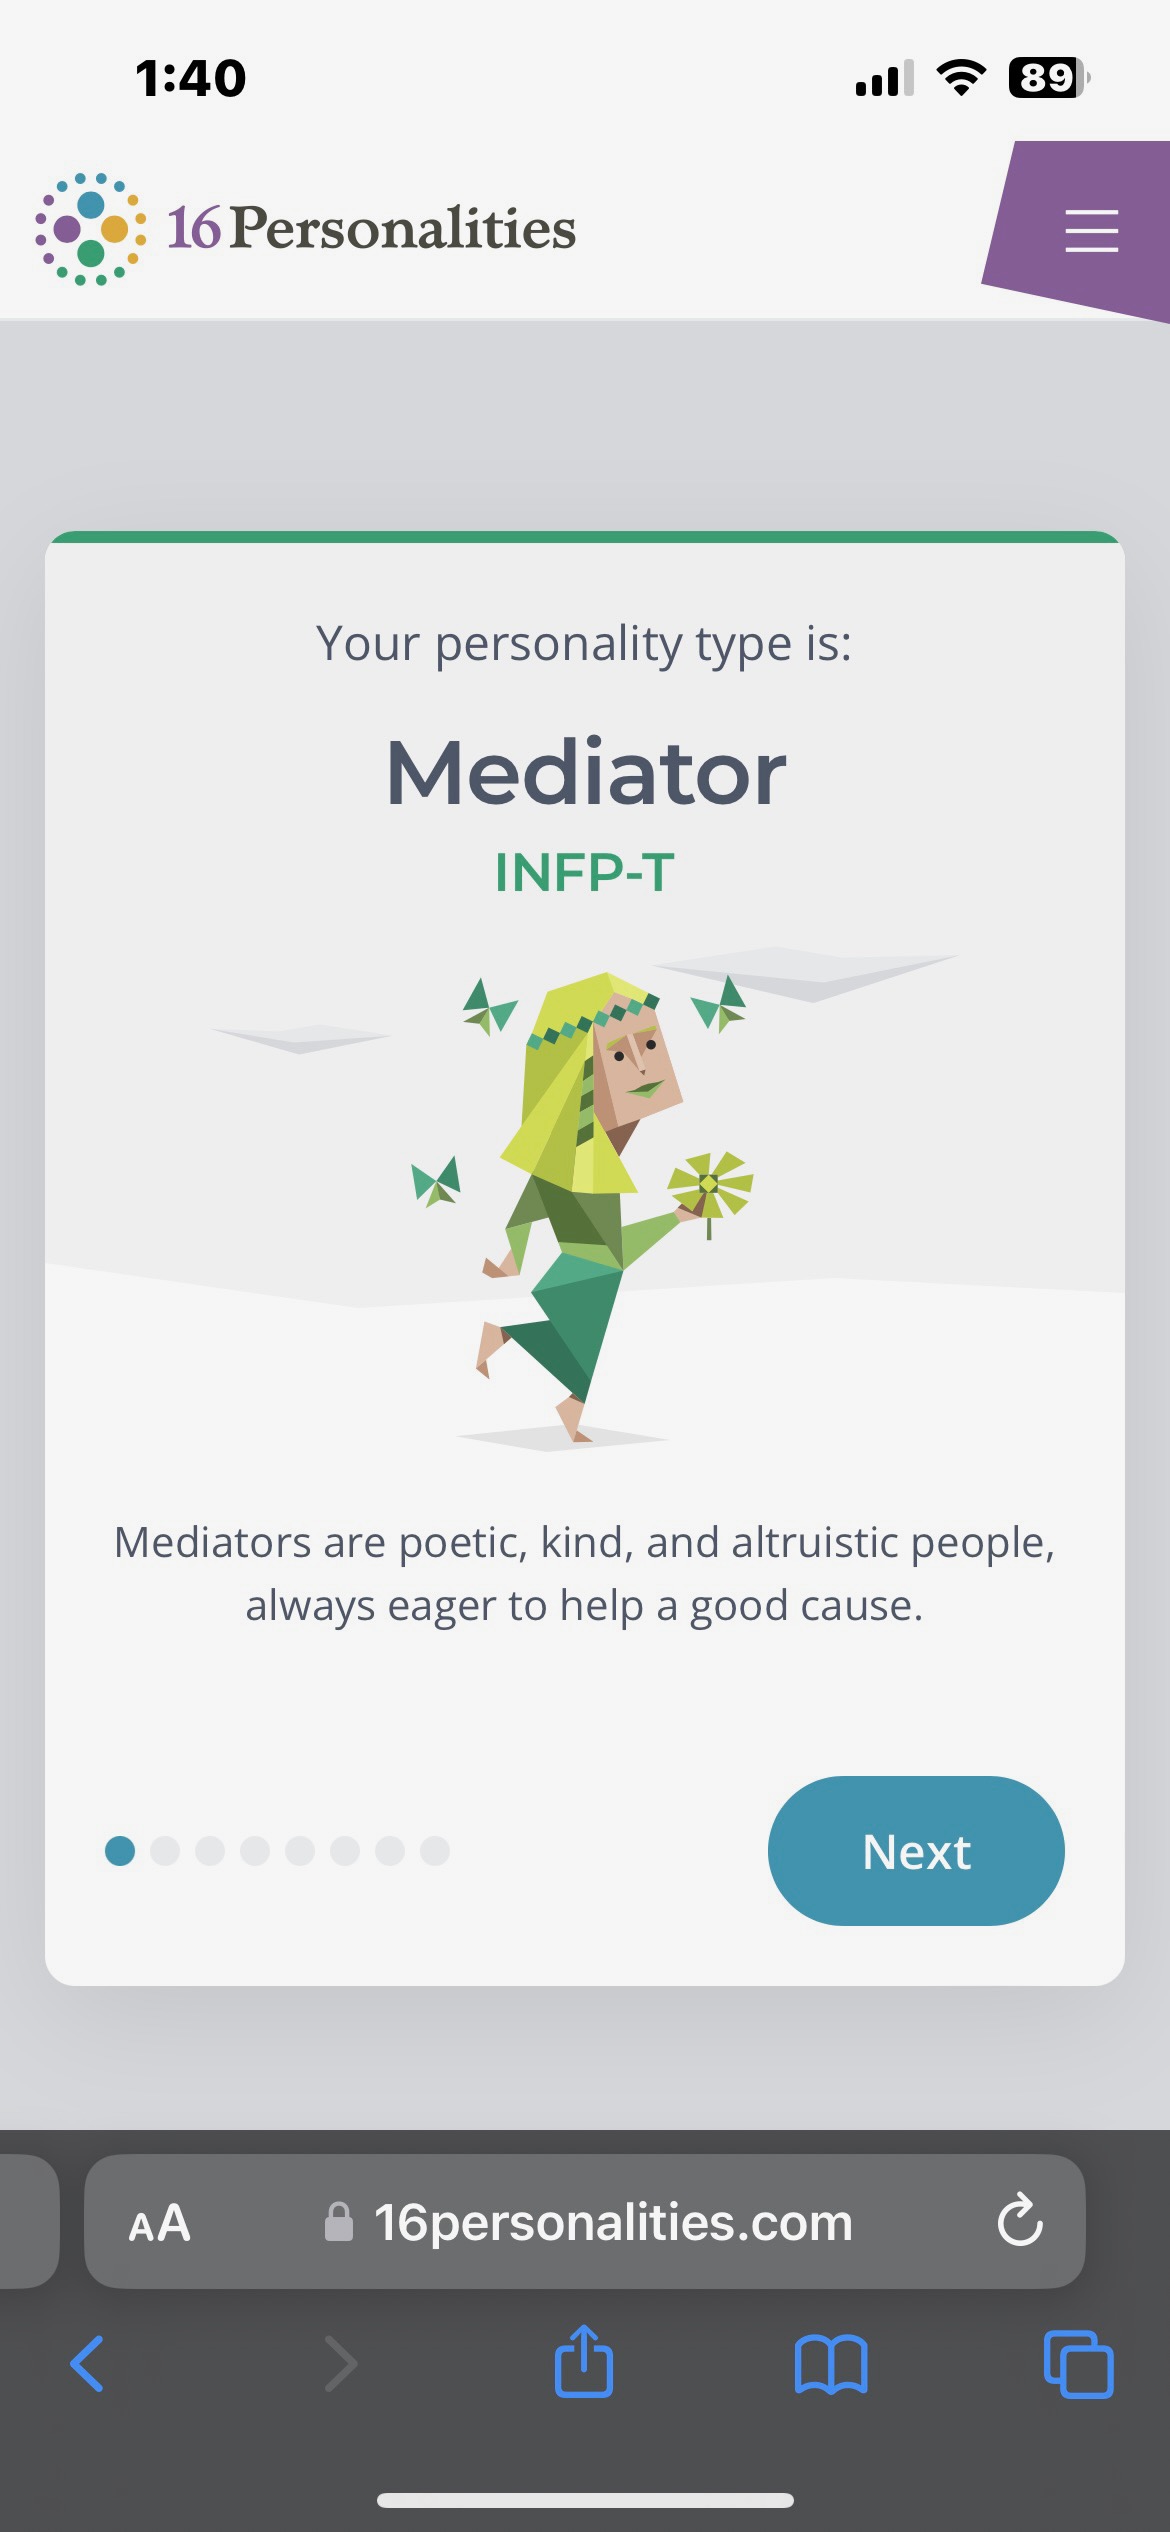 1:40
89
16Personalities
Your personality type is:
Mediator
INFP-T
Mediators are poetic, kind, and altruistic people,
always eager to help a good cause.
Next
AA
16personalities.com